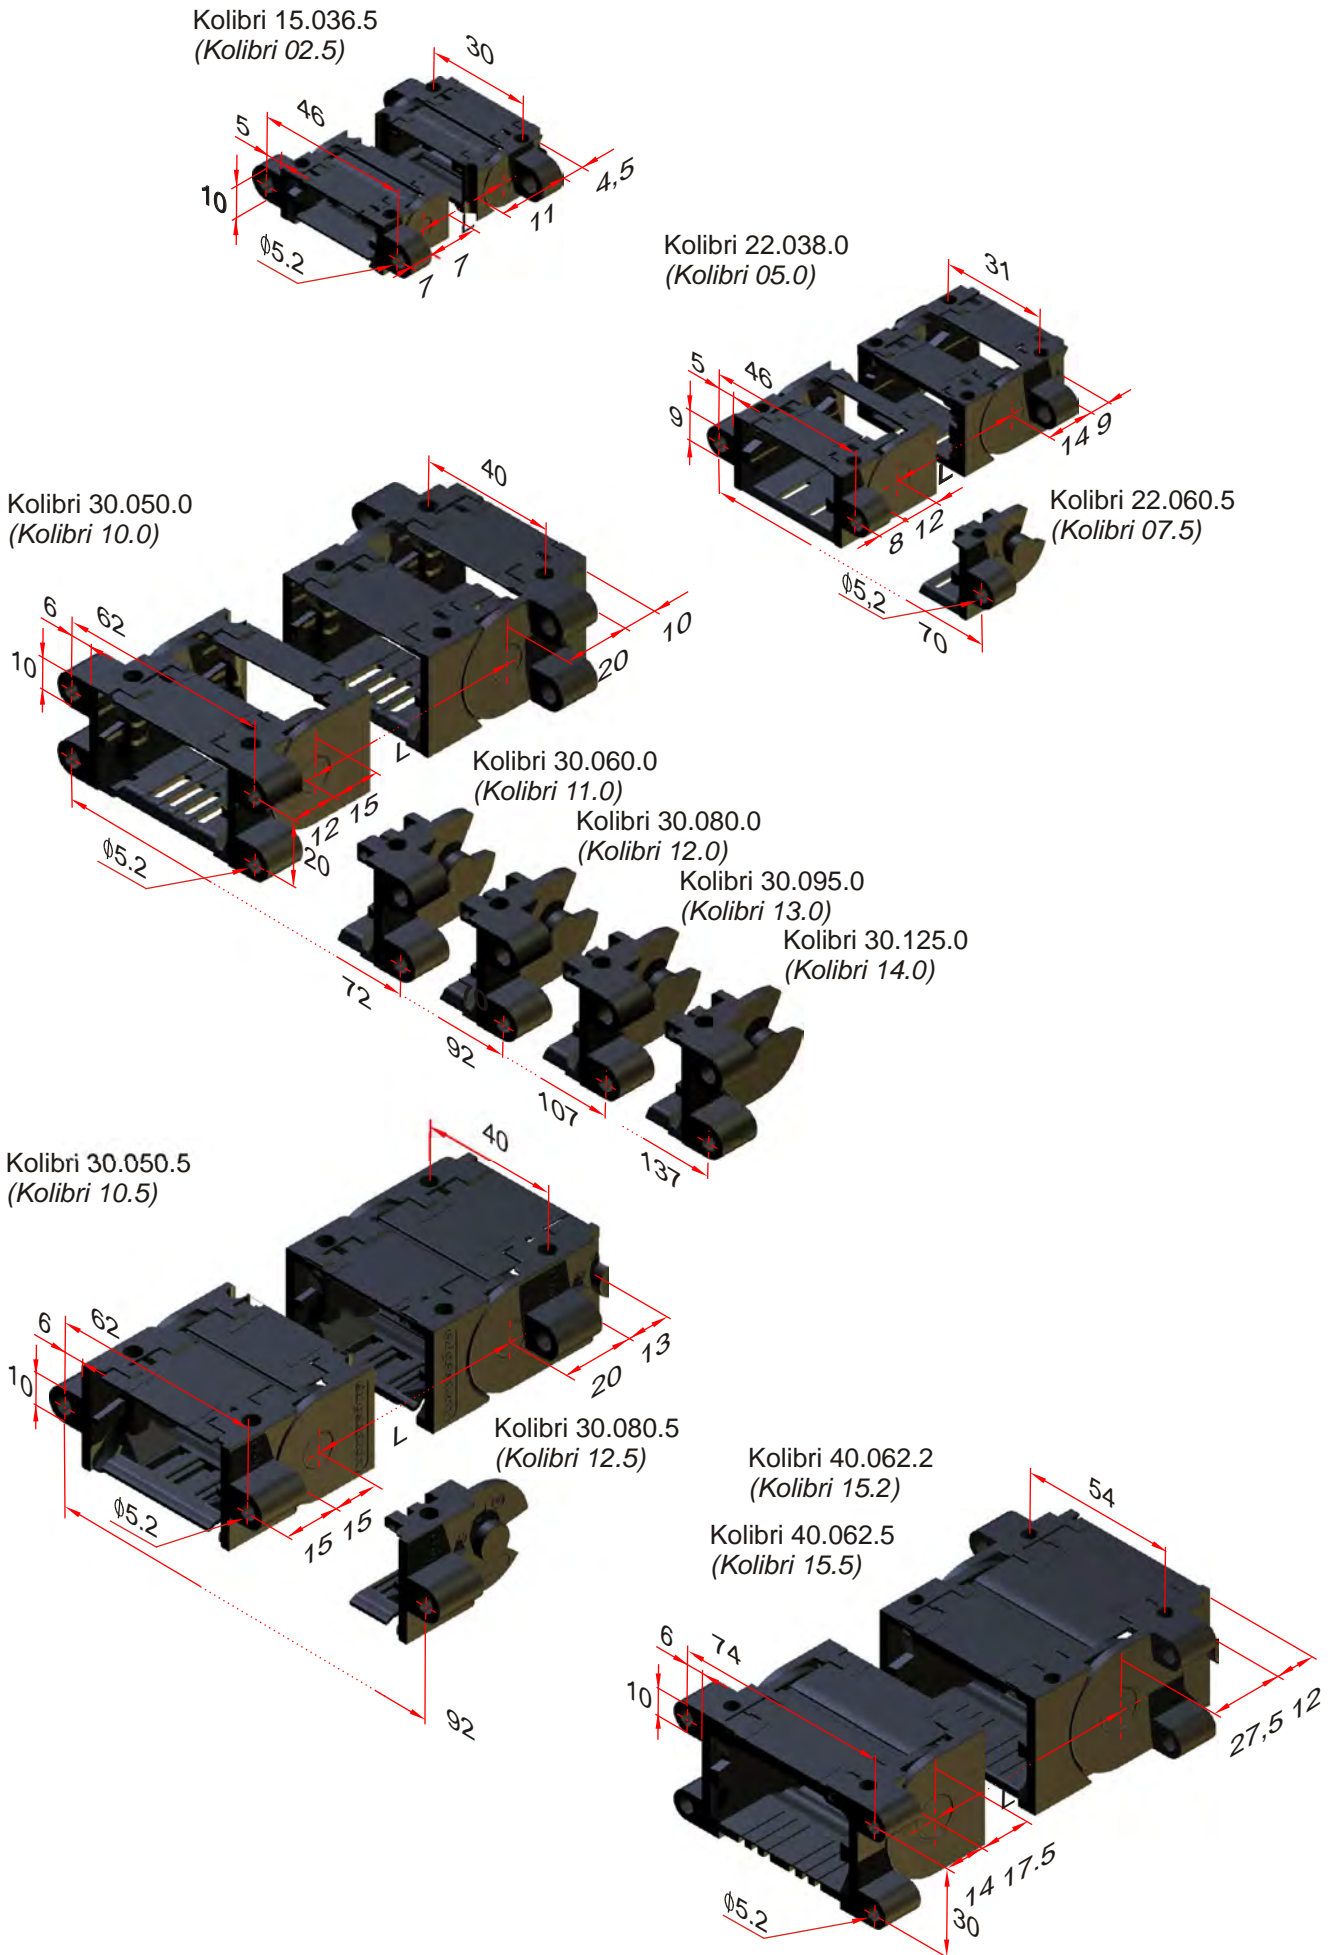 Kolibri 15.036.5
(Kolibri 02.5)
30
46
5
10
4,5
11
L
ϕ5.2
7
7
Kolibri 22.038.0
(Kolibri 05.0)
31
5
46
9
14 9
L
8 12
Kolibri 22.060.5
(Kolibri 07.5)
ϕ5,2
70
Kolibri 30.050.0
(Kolibri 10.0)
40
6
62
10
10
20
L
12 15
20
ϕ5.2
Kolibri 30.060.0
(Kolibri 11.0)
Kolibri 30.080.0
(Kolibri 12.0)
Kolibri 30.095.0
(Kolibri 13.0)
Kolibri 30.125.0
(Kolibri 14.0)
72
92
107
137
Kolibri 30.050.5
(Kolibri 10.5)
40
6
62
10
13
20
L
15 15
ϕ5.2
Kolibri 30.080.5
(Kolibri 12.5)
92
Kolibri 40.062.2
(Kolibri 15.2)
Kolibri 40.062.5
(Kolibri 15.5)
54
6
74
10
27,5 12
L
14 17.5
30
ϕ5.2